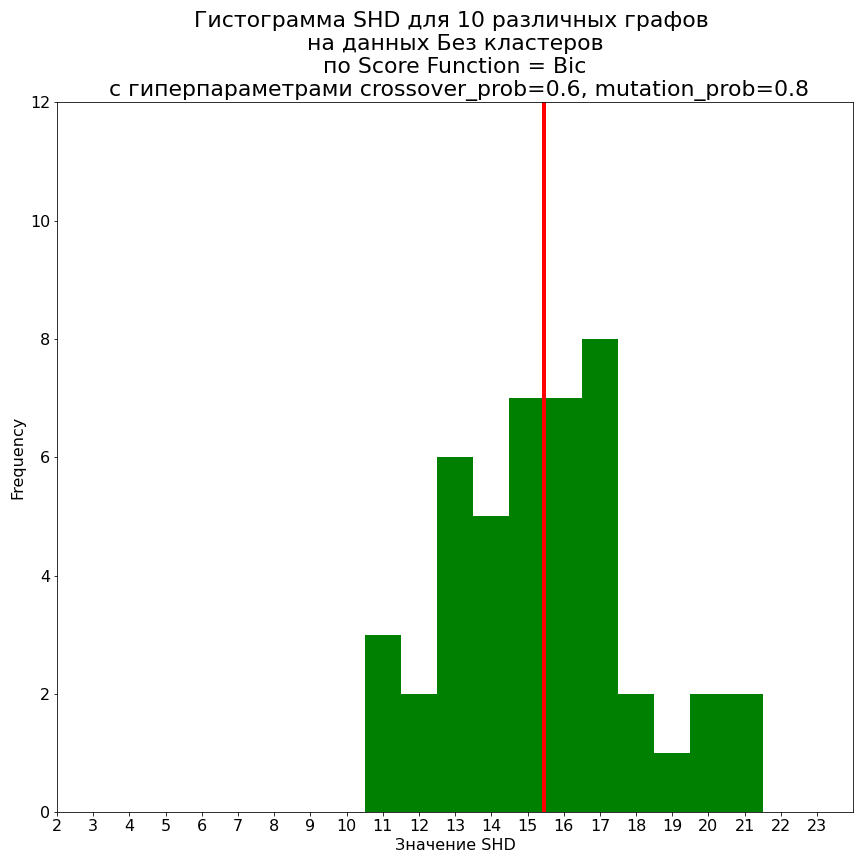 Гистограмма SHD для 10 различных графов
на данных Без кластеров
по Score Function = Bic
с гиперпараметрами crossover_prob=0.6, mutation_prob=0.8
12
10
8
6
4
2
0
Frequency
2 3 4 5 6 7 8 9 10 11 12 13 14 15 16 17 18 19 20 21 22 23
Значение SHD